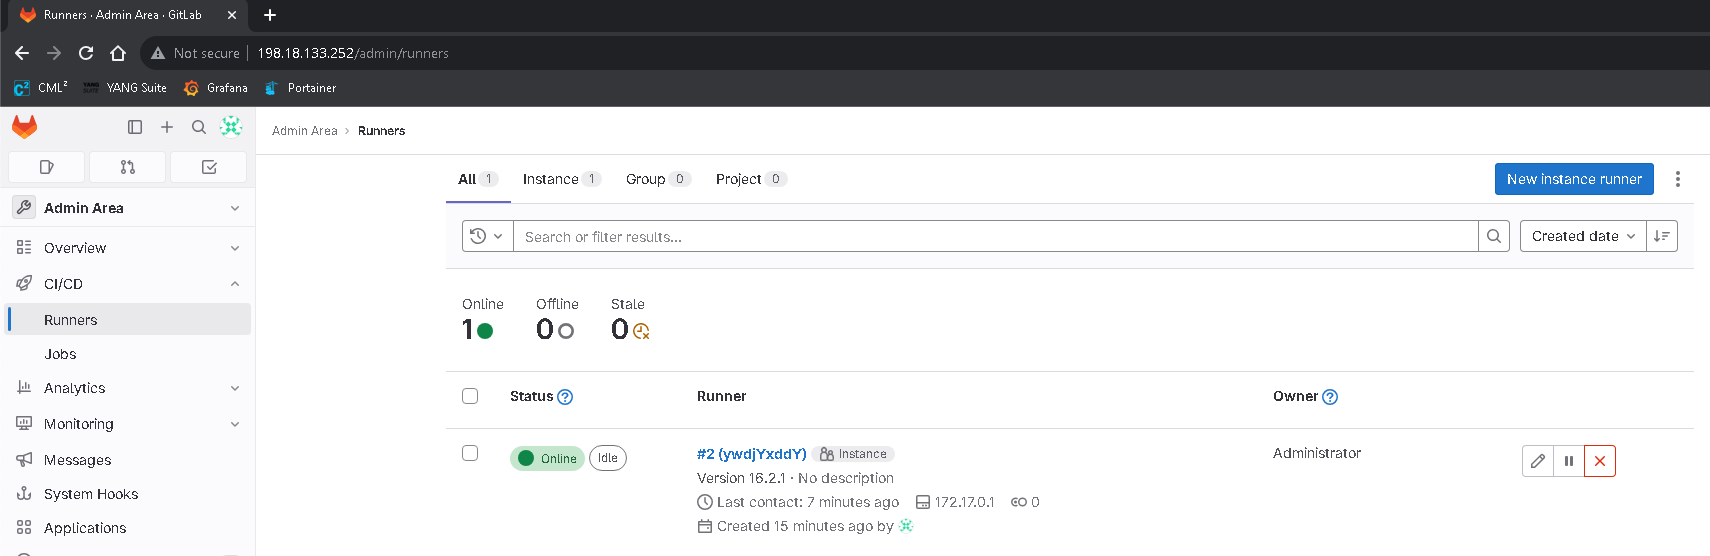 Runners · Admin Area · GitLab
Not secure 198.18.133.252/admin/runners
CML² YANG Suite Grafana Portainer
Admin Area › Runners
All 1 Instance 1 Group 0 Project 0 New instance runner
Admin Area
Search or filter results... Created date
Overview
CI/CD
Runners
Jobs
Analytics
Monitoring
Messages
System Hooks
Applications
Online Offline Stale
1 0 0
Status Runner Owner
Online Idle #2 (ywdjYxddY) Instance Administrator
Version 16.2.1 · No description
Last contact: 7 minutes ago 172.17.0.1 0
Created 15 minutes ago by